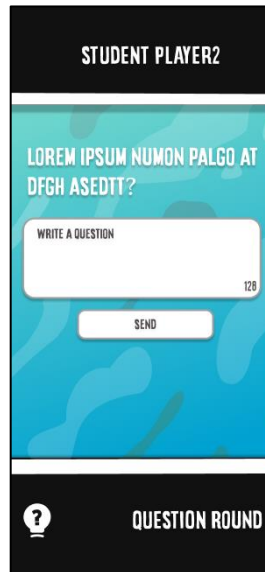 STUDENT PLAYER2
LOREM IPSUM NUMON PALGO AT
DFGH ASEDTT?
WRITE A QUESTION
128
SEND
?
QUESTION ROUND